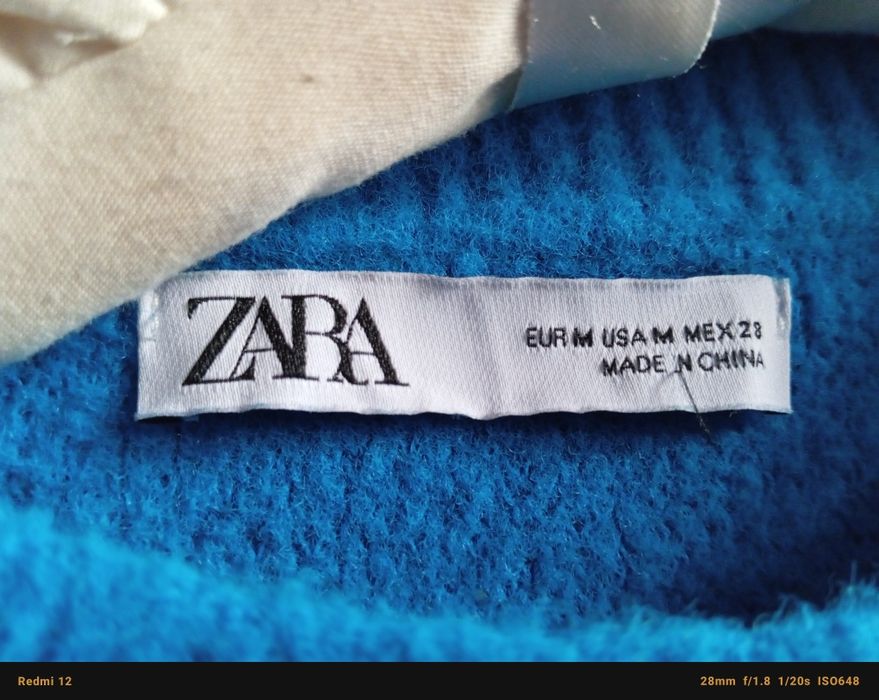 ZARA
EUR M USA M MEX 28
MADE IN CHINA
Redmi 12
28mm f/1.8 1/20s ISO648